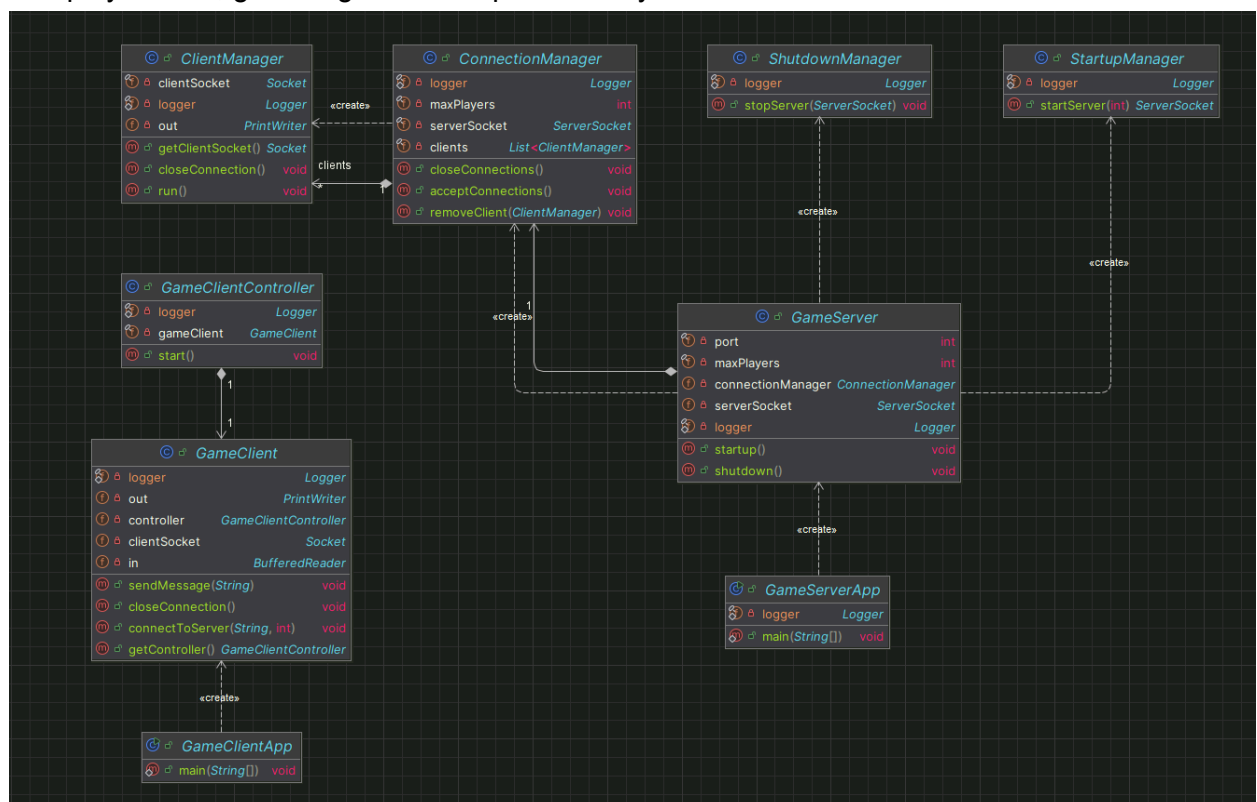 ClientManager
clientSocket Socket
logger Logger
out PrintWriter
getClientSocket() Socket
closeConnection() void
run() void
«create»
clients
1
ConnectionManager
logger Logger
maxPlayers int
serverSocket ServerSocket
clients List<ClientManager>
closeConnections() void
acceptConnections() void
removeClient(ClientManager) void
ShutdownManager
logger Logger
stopServer(ServerSocket) void
StartupManager
logger Logger
startServer(int) ServerSocket
«create»
«create»
GameClientController
logger Logger
gameClient GameClient
start() void
1
1
1
«create»
GameServer
port int
maxPlayers int
connectionManager ConnectionManager
serverSocket ServerSocket
logger Logger
startup() void
shutdown() void
GameClient
logger Logger
out PrintWriter
controller GameClientController
clientSocket Socket
in BufferedReader
sendMessage(String) void
closeConnection() void
connectToServer(String, int) void
getController() GameClientController
«create»
GameServerApp
logger Logger
main(String[]) void
«create»
GameClientApp
main(String[]) void